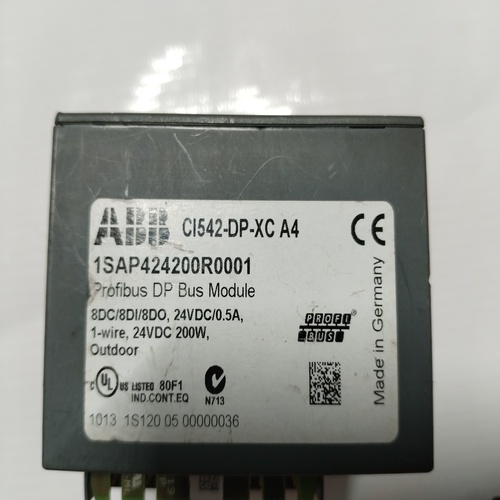 ABB CI542-DP-XC A4
CE
1SAP424200R0001
Profibus DP Bus Module
8DC/8DI/8DO, 24VDC/0.5A,
1-wire, 24VDC 200W,
Outdoor
PROFI
BUS®
Made in Germany
c UL US LISTED 80F1
IND.CONT.EQ
N713
1013 1S120 05 00000036